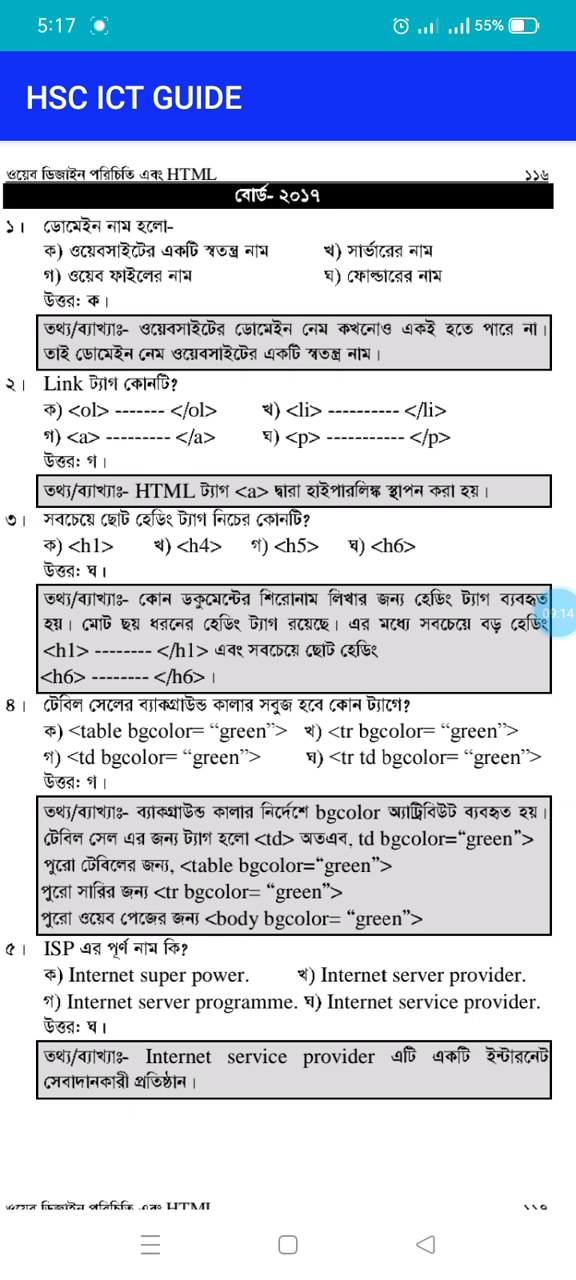 5:17
55%
HSC ICT GUIDE
ওয়েব ডিজাইন পরিচিতি এবং HTML ১১৬
বোর্ড- ২০১৭
১। ডোমেইন নাম হলো-
ক) ওয়েবসাইটের একটি স্বতন্ত্র নাম খ) সার্ভারের নাম
গ) ওয়েব ফাইলের নাম ঘ) ফোল্ডারের নাম
উত্তর: ক।
তথ্য/ব্যাখ্যাঃ- ওয়েবসাইটের ডোমেইন নেম কখনোও একই হতে পারে না।
তাই ডোমেইন নেম ওয়েবসাইটের একটি স্বতন্ত্র নাম।
২। Link ট্যাগ কোনটি?
ক) <ol> ------- </ol> খ) <li> ---------- </li>
গ) <a> --------- </a> ঘ) <p> ----------- </p>
উত্তর: গ।
তথ্য/ব্যাখ্যাঃ- HTML ট্যাগ <a> দ্বারা হাইপারলিঙ্ক স্থাপন করা হয়।
৩। সবচেয়ে ছোট হেডিং ট্যাগ নিচের কোনটি?
ক) <h1> খ) <h4> গ) <h5> ঘ) <h6>
উত্তর: ঘ।
তথ্য/ব্যাখ্যাঃ- কোন ডকুমেন্টের শিরোনাম লিখার জন্য হেডিং ট্যাগ ব্যবহৃত
09:14
হয়। মোট ছয় ধরনের হেডিং ট্যাগ রয়েছে। এর মধ্যে সবচেয়ে বড় হেডিং
<h1> -------- </h1> এবং সবচেয়ে ছোট হেডিং
<h6> -------- </h6>।
৪। টেবিল সেলের ব্যাকগ্রাউন্ড কালার সবুজ হবে কোন ট্যাগে?
ক) <table bgcolor= “green”> খ) <tr bgcolor= “green”>
গ) <td bgcolor= “green”> ঘ) <tr td bgcolor= “green”>
উত্তর: গ।
তথ্য/ব্যাখ্যাঃ- ব্যাকগ্রাউন্ড কালার নির্দেশে bgcolor অ্যাট্রিবিউট ব্যবহৃত হয়।
টেবিল সেল এর জন্য ট্যাগ হলো <td> অতএব, td bgcolor=“green”>
পুরো টেবিলের জন্য, <table bgcolor=“green”>
পুরো সারির জন্য <tr bgcolor= “green”>
পুরো ওয়েব পেজের জন্য <body bgcolor= “green”>
৫। ISP এর পূর্ণ নাম কি?
ক) Internet super power. খ) Internet server provider.
গ) Internet server programme. ঘ) Internet service provider.
উত্তর: ঘ।
তথ্য/ব্যাখ্যাঃ- Internet service provider এটি একটি ইন্টারনেট
সেবাদানকারী প্রতিষ্ঠান।
ওয়েব ডিজাইন পরিচিতি এবং HTML